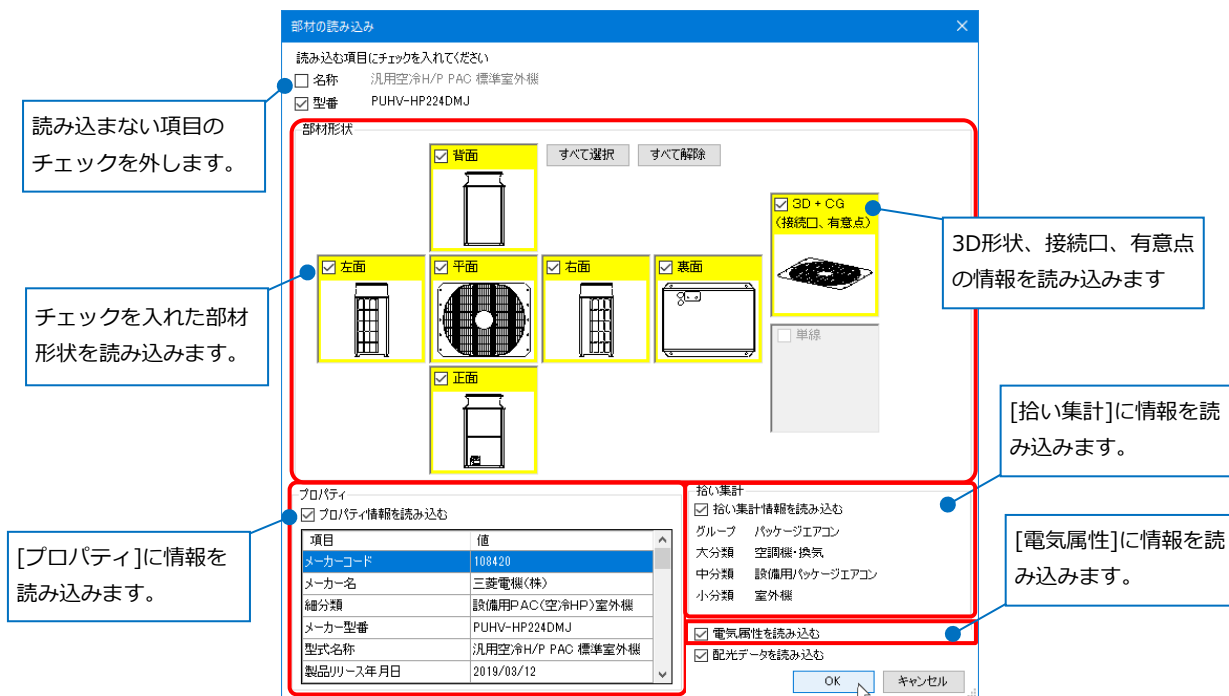 部材の読み込み
読み込む項目にチェックを入れてください
名称 汎用空冷H/P PAC 標準室外機
型番 PUHV-HP224DMJ
読み込まない項目の
チェックを外します。
部材形状
背面
すべて選択 すべて解除
3D + CG
(接続口、有意点)
3D形状、接続口、有意点
の情報を読み込みます
左面 平面 右面 裏面
チェックを入れた部材
形状を読み込みます。
単線
正面
[拾い集計]に情報を読
み込みます。
プロパティ
プロパティ情報を読み込む
項目 値
メーカーコード 108420
メーカー名 三菱電機(株)
細分類 設備用PAC(空冷HP)室外機
メーカー型番 PUHV-HP224DMJ
型式名称 汎用空冷H/P PAC 標準室外機
製品リリース年月日 2019/03/12
[プロパティ]に情報を
読み込みます。
拾い集計
拾い集計情報を読み込む
グループ パッケージエアコン
大分類 空調機・換気
中分類 設備用パッケージエアコン
小分類 室外機
[電気属性]に情報を読
み込みます。
電気属性を読み込む
配光データを読み込む
OK キャンセル